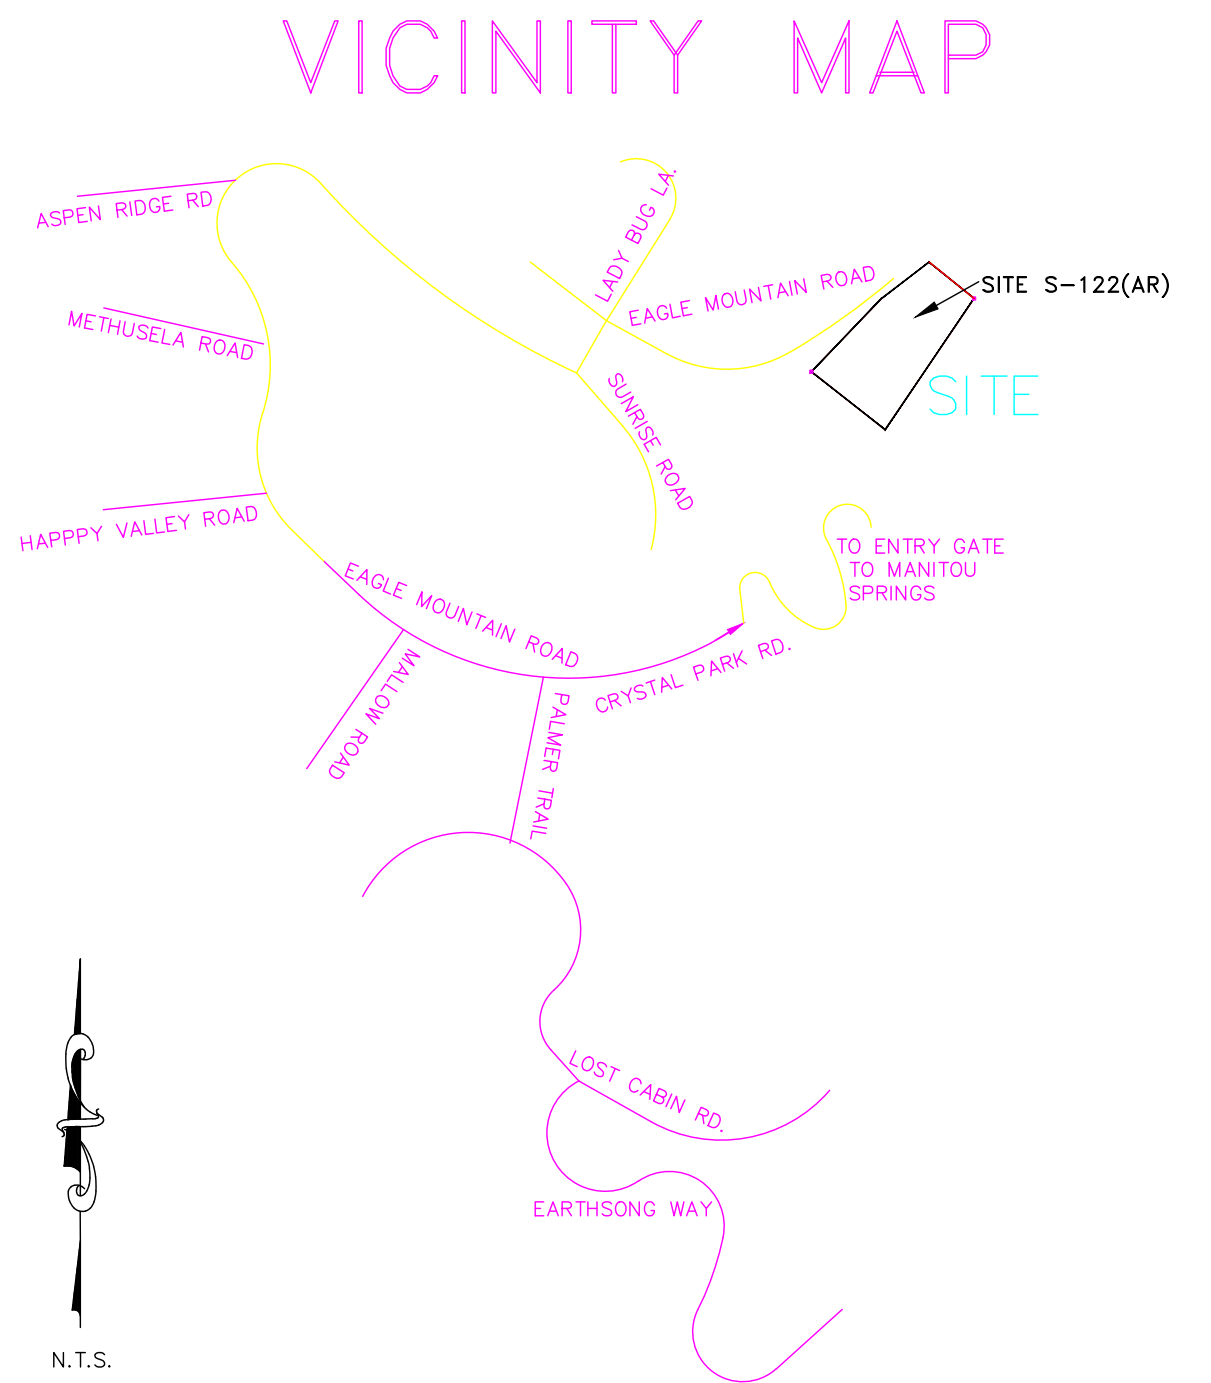 VICINITY MAP
ASPEN RIDGE RD
LADY BUG LA.
EAGLE MOUNTAIN ROAD
SITE S-122(AR)
METHUSELA ROAD
SITE
SUNRISE ROAD
HAPPPY VALLEY ROAD
TO ENTRY GATE
TO MANITOU
SPRINGS
EAGLE MOUNTAIN ROAD
CRYSTAL PARK RD.
MALLOW ROAD
PALMER TRAIL
LOST CABIN RD.
EARTHSONG WAY
N.T.S.